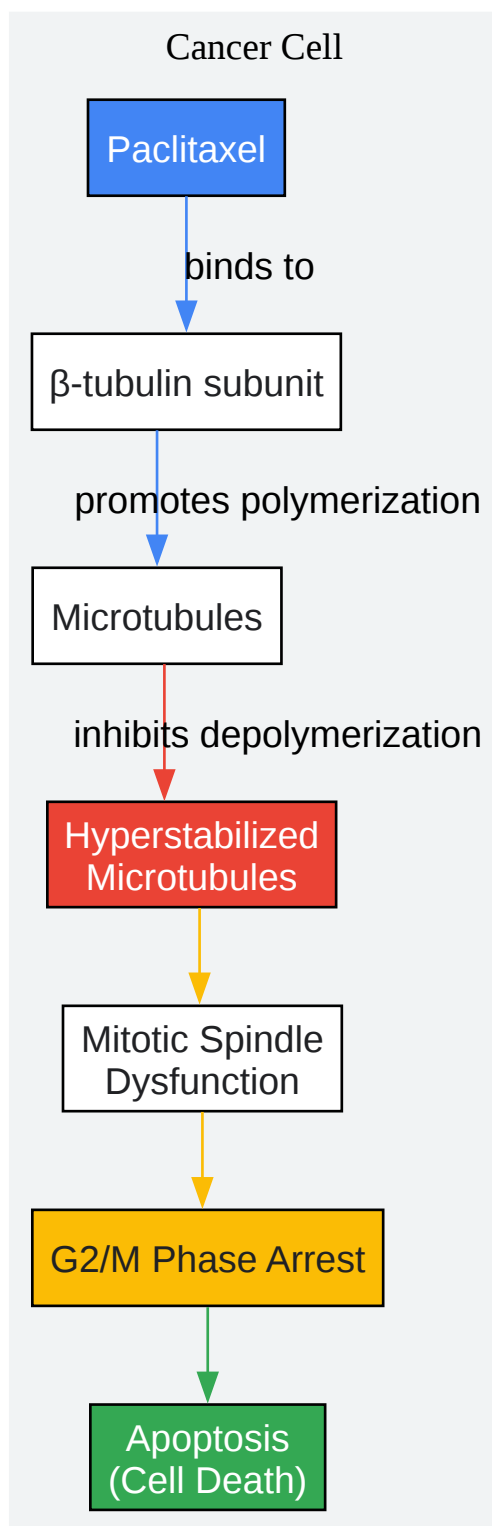 Cancer Cell
Paclitaxel
binds to
β-tubulin subunit
promotes polymerization
Microtubules
inhibits depolymerization
Hyperstabilized
Microtubules
Mitotic Spindle
Dysfunction
G2/M Phase Arrest
Apoptosis
(Cell Death)